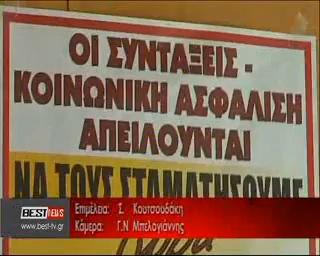 ΟΙ ΣΥΝΤΑΞΕΙΣ -
ΚΟΙΝΩΝΙΚΗ ΑΣΦΑΛΙΣΗ
ΑΠΕΙΛΟΥΝΤΑΙ
ΝΑ ΤΟΥΣ ΣΤΑΜΑΤΗΣΟΥΜΕ
BEST NEWS
www.best-tv.gr
Επιμέλεια: Σ. Κουτσουδάκη
Κάμερα: Γ.Ν Μπελογιάννης